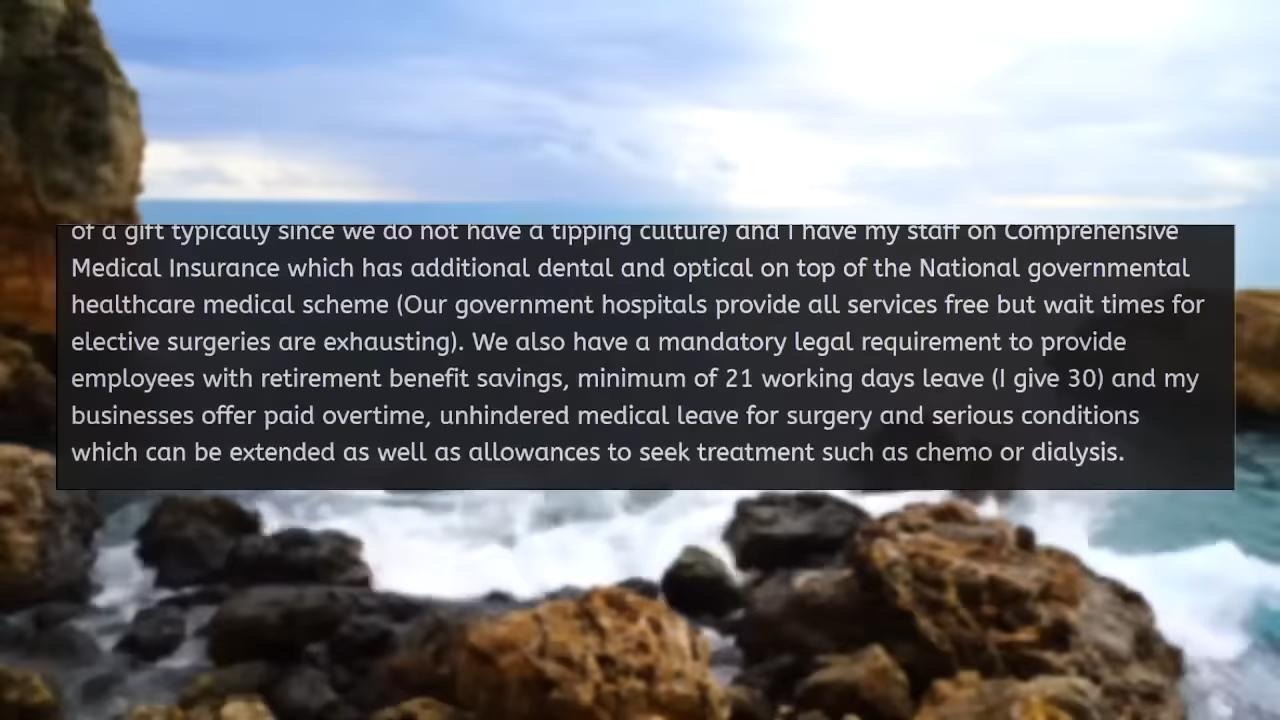 of a gift typically since we do not have a tipping culture) and I have my staff on Comprehensive
Medical Insurance which has additional dental and optical on top of the National governmental
healthcare medical scheme (Our government hospitals provide all services free but wait times for
elective surgeries are exhausting). We also have a mandatory legal requirement to provide
employees with retirement benefit savings, minimum of 21 working days leave (I give 30) and my
businesses offer paid overtime, unhindered medical leave for surgery and serious conditions
which can be extended as well as allowances to seek treatment such as chemo or dialysis.